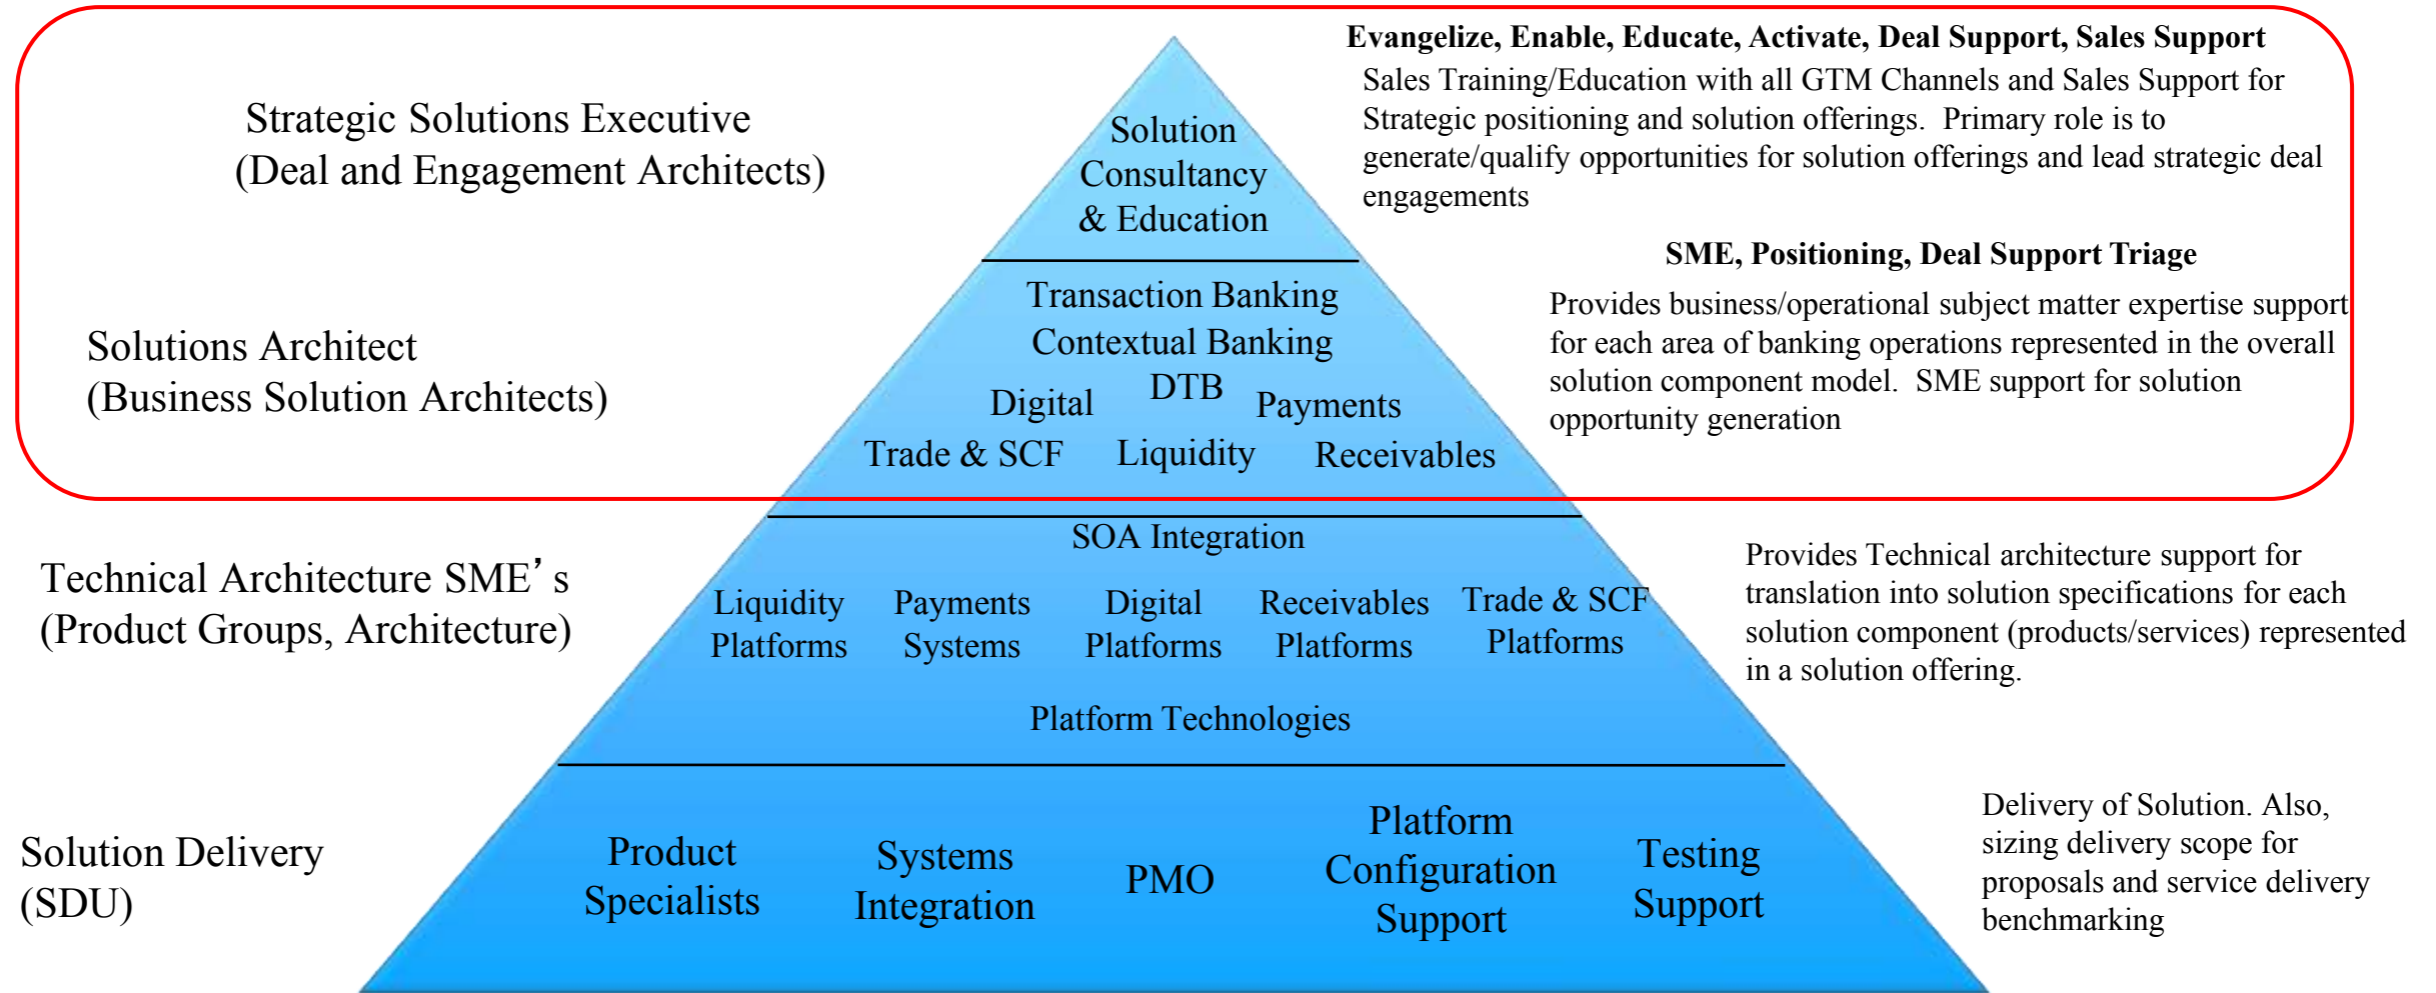 Evangelize, Enable, Educate, Activate, Deal Support, Sales Support
Sales Training/Education with all GTM Channels and Sales Support for
Strategic positioning and solution offerings.  Primary role is to
generate/qualify opportunities for solution offerings and lead strategic deal
engagements
Strategic Solutions Executive
(Deal and Engagement Architects)
Solution
Consultancy
& Education
SME, Positioning, Deal Support Triage
Provides business/operational subject matter expertise support
for each area of banking operations represented in the overall
solution component model.  SME support for solution
opportunity generation
Solutions Architect
(Business Solution Architects)
Transaction Banking
Contextual Banking
Digital
DTB
Payments
Trade & SCF
Liquidity
Receivables
Technical Architecture SME’s
(Product Groups, Architecture)
SOA Integration
Liquidity
Platforms
Payments
Systems
Digital
Platforms
Receivables
Platforms
Trade & SCF
Platforms
Platform Technologies
Provides Technical architecture support for
translation into solution specifications for each
solution component (products/services) represented
in a solution offering.
Solution Delivery
(SDU)
Product
Specialists
Systems
Integration
PMO
Platform
Configuration
Support
Testing
Support
Delivery of Solution. Also,
sizing delivery scope for
proposals and service delivery
benchmarking